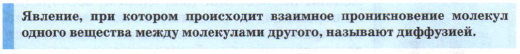 Явление, при котором происходит взаимное проникновение молекул
одного вещества между молекулами другого, называют диффузией.